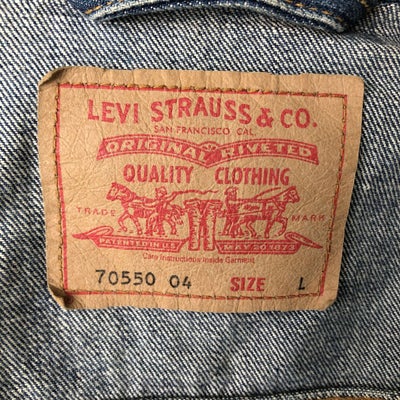 LEVI STRAUSS & CO.
SAN FRANCISCO, CAL.
ORIGINAL RIVETED
QUALITY CLOTHING
TRADE MARK
PATENTED IN U.S. MAY 20 1873
Care Instructions Inside Garment
70550 04 SIZE L